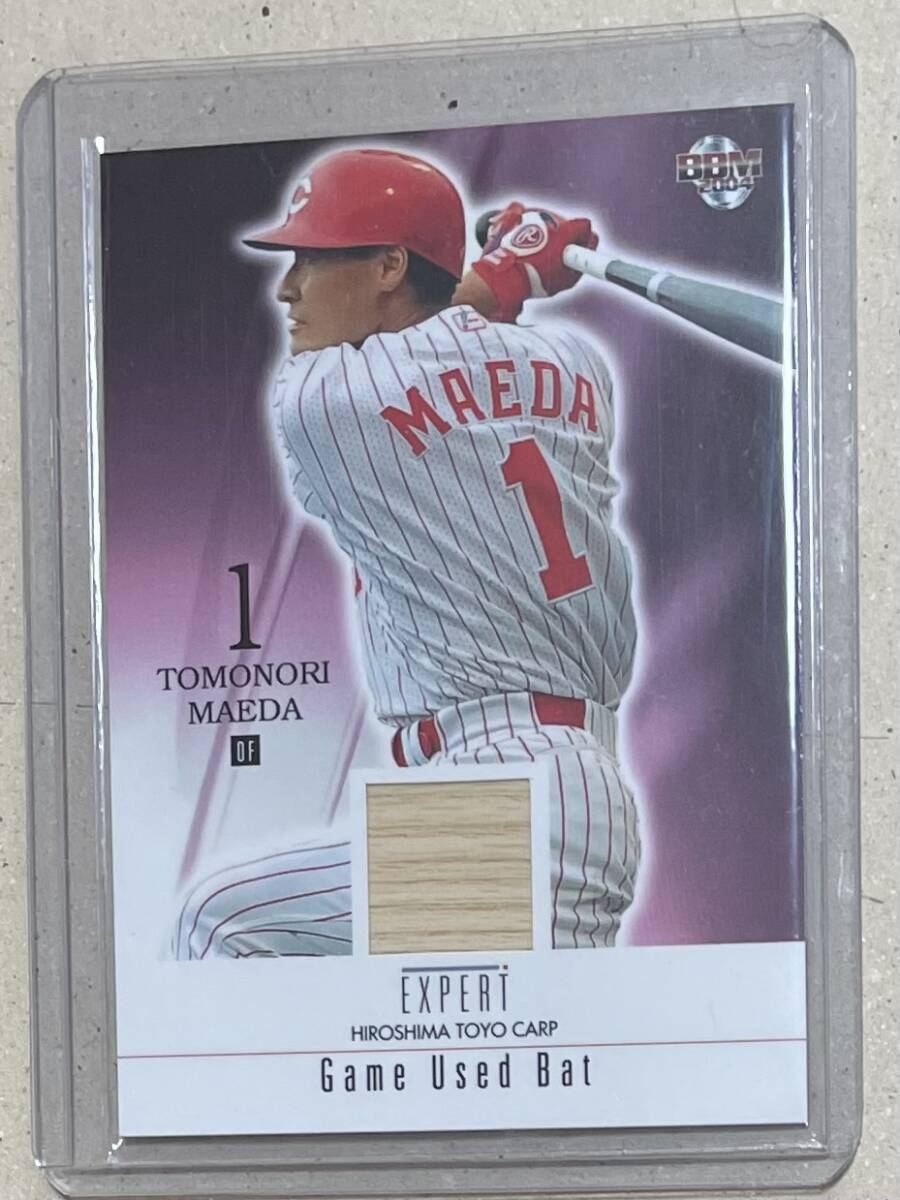 BBM
2004
C
R
MAEDA
1
1
TOMONORI
MAEDA
OF
EXPERT
HIROSHIMA TOYO CARP
Game Used Bat